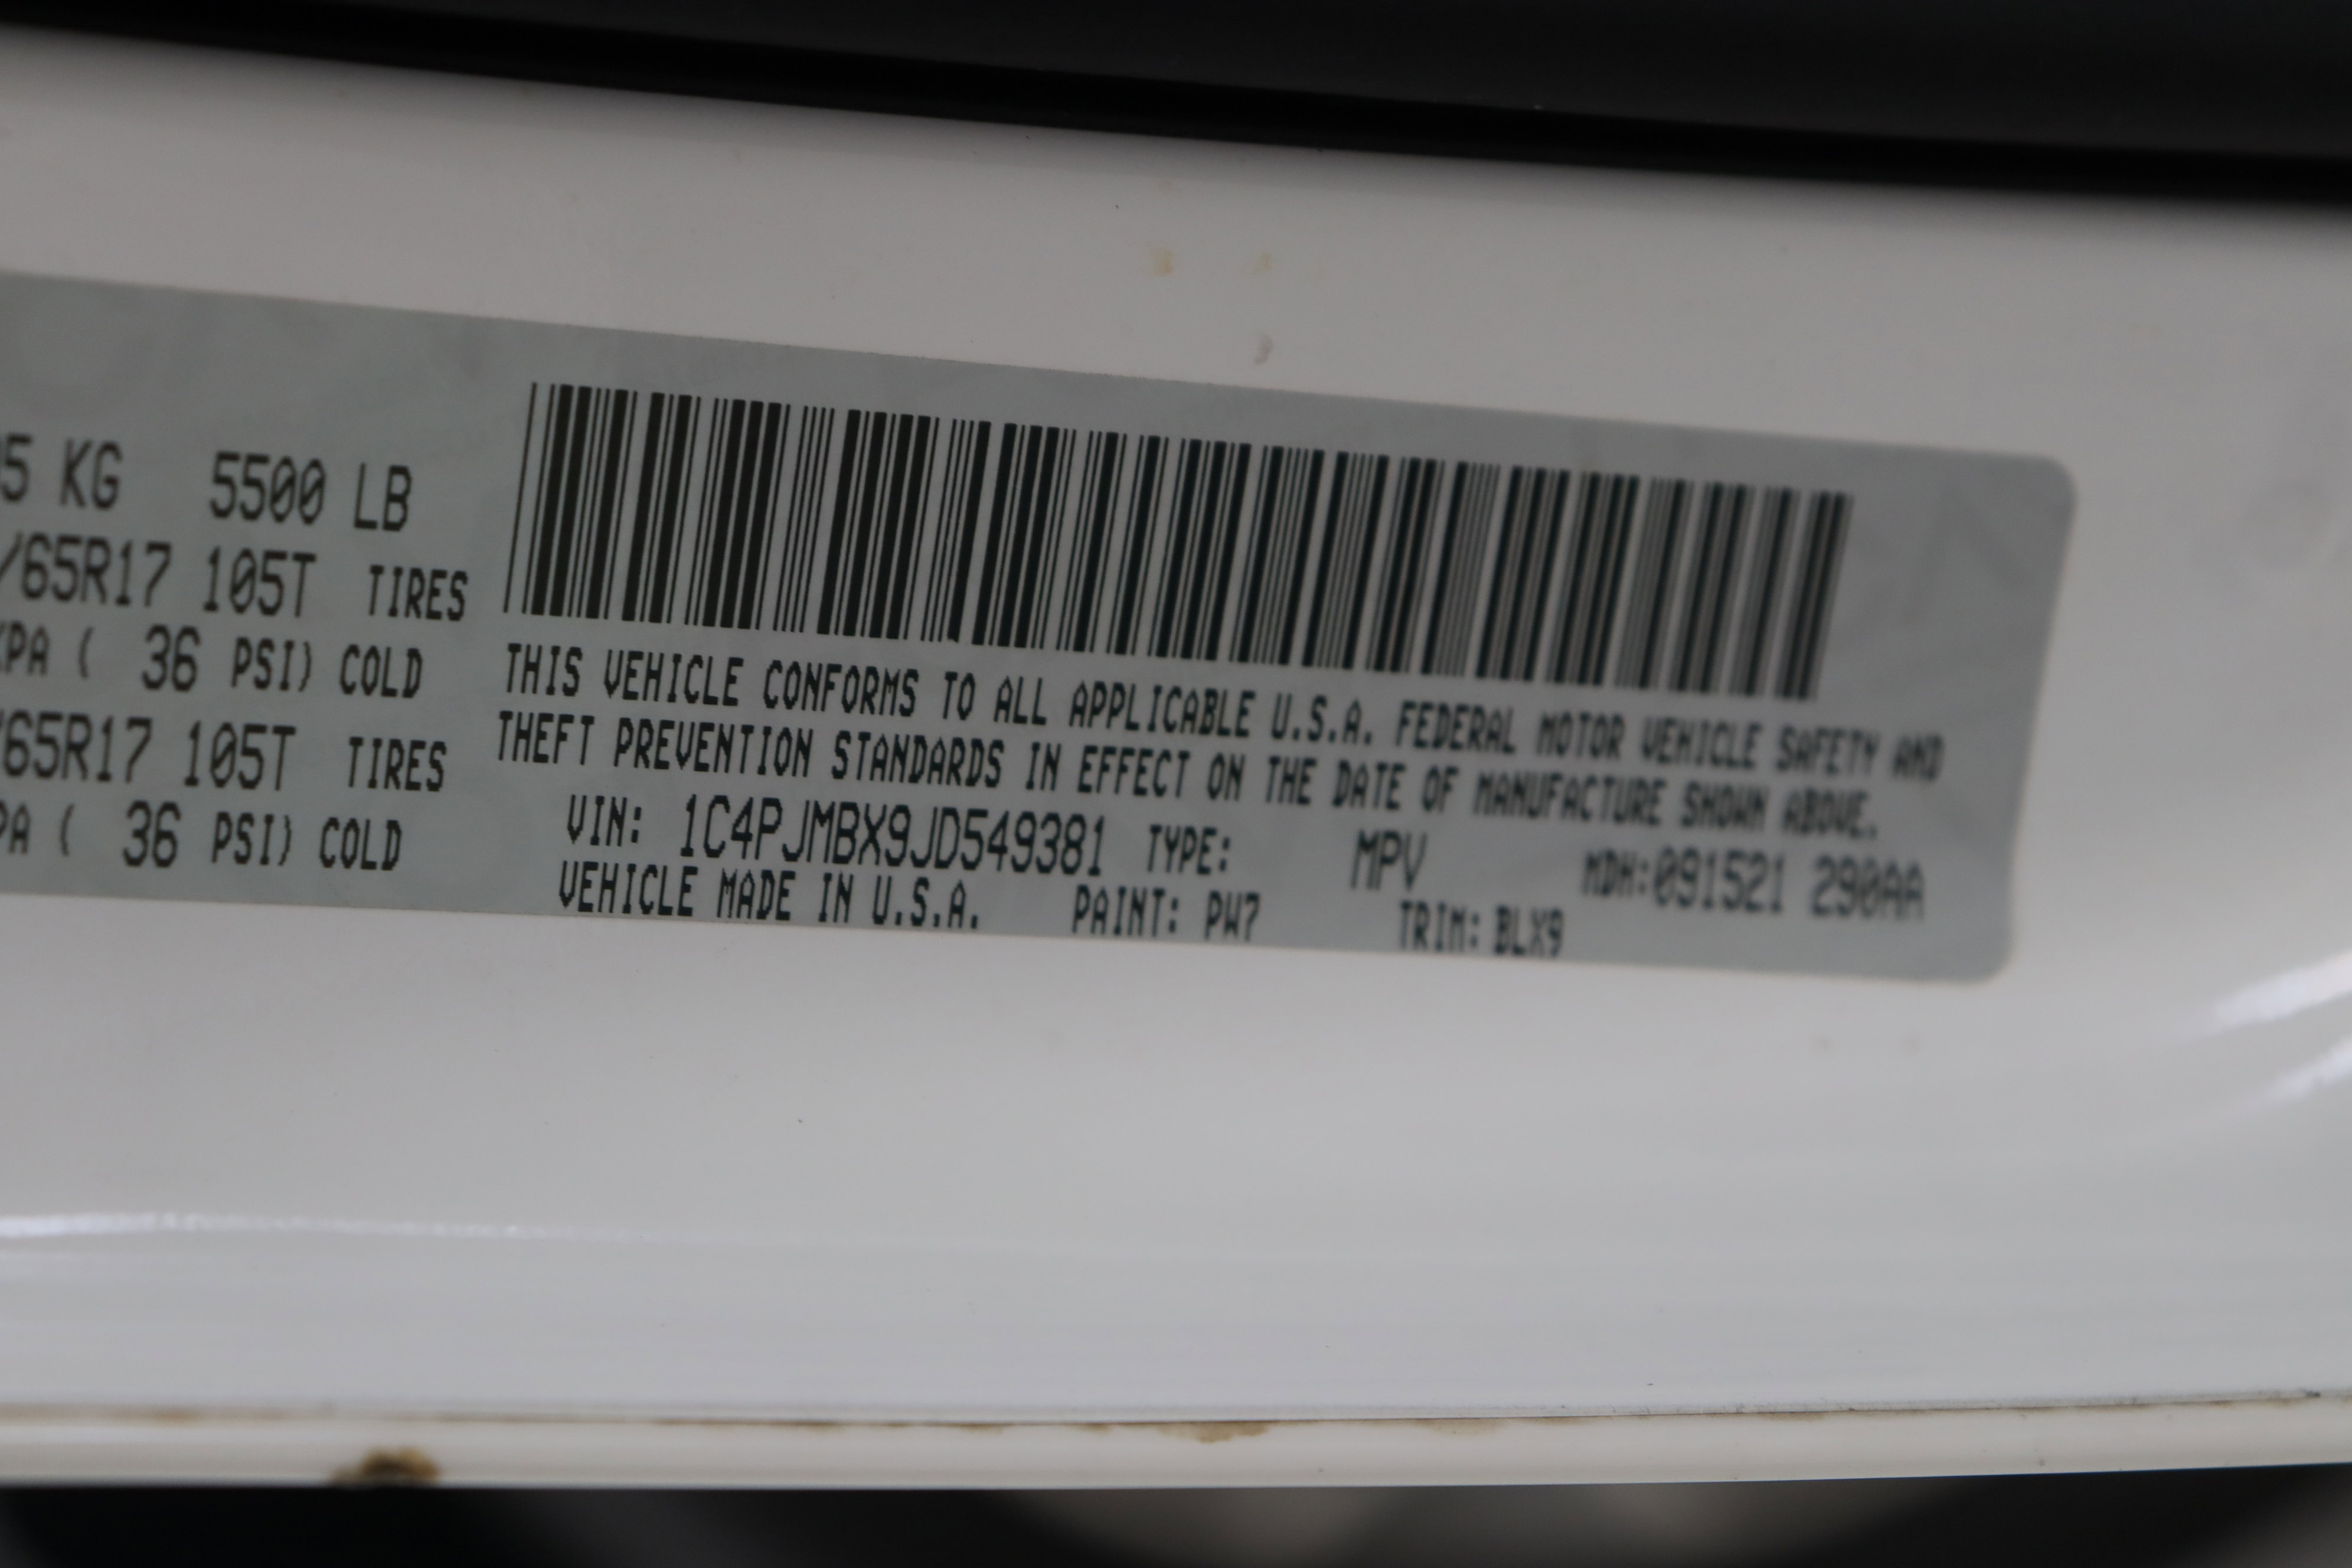 5 KG 5500 LB
/65R17 105T TIRES
KPA ( 36 PSI) COLD
/65R17 105T TIRES
PA ( 36 PSI) COLD
THIS VEHICLE CONFORMS TO ALL APPLICABLE U.S.A. FEDERAL MOTOR VEHICLE SAFETY AND
THEFT PREVENTION STANDARDS IN EFFECT ON THE DATE OF MANUFACTURE SHOWN ABOVE.
VIN: 1C4PJMBX9JD549381 TYPE: MPV MDH:091521 290AA
VEHICLE MADE IN U.S.A. PAINT: PW7 TRIM: BLX9